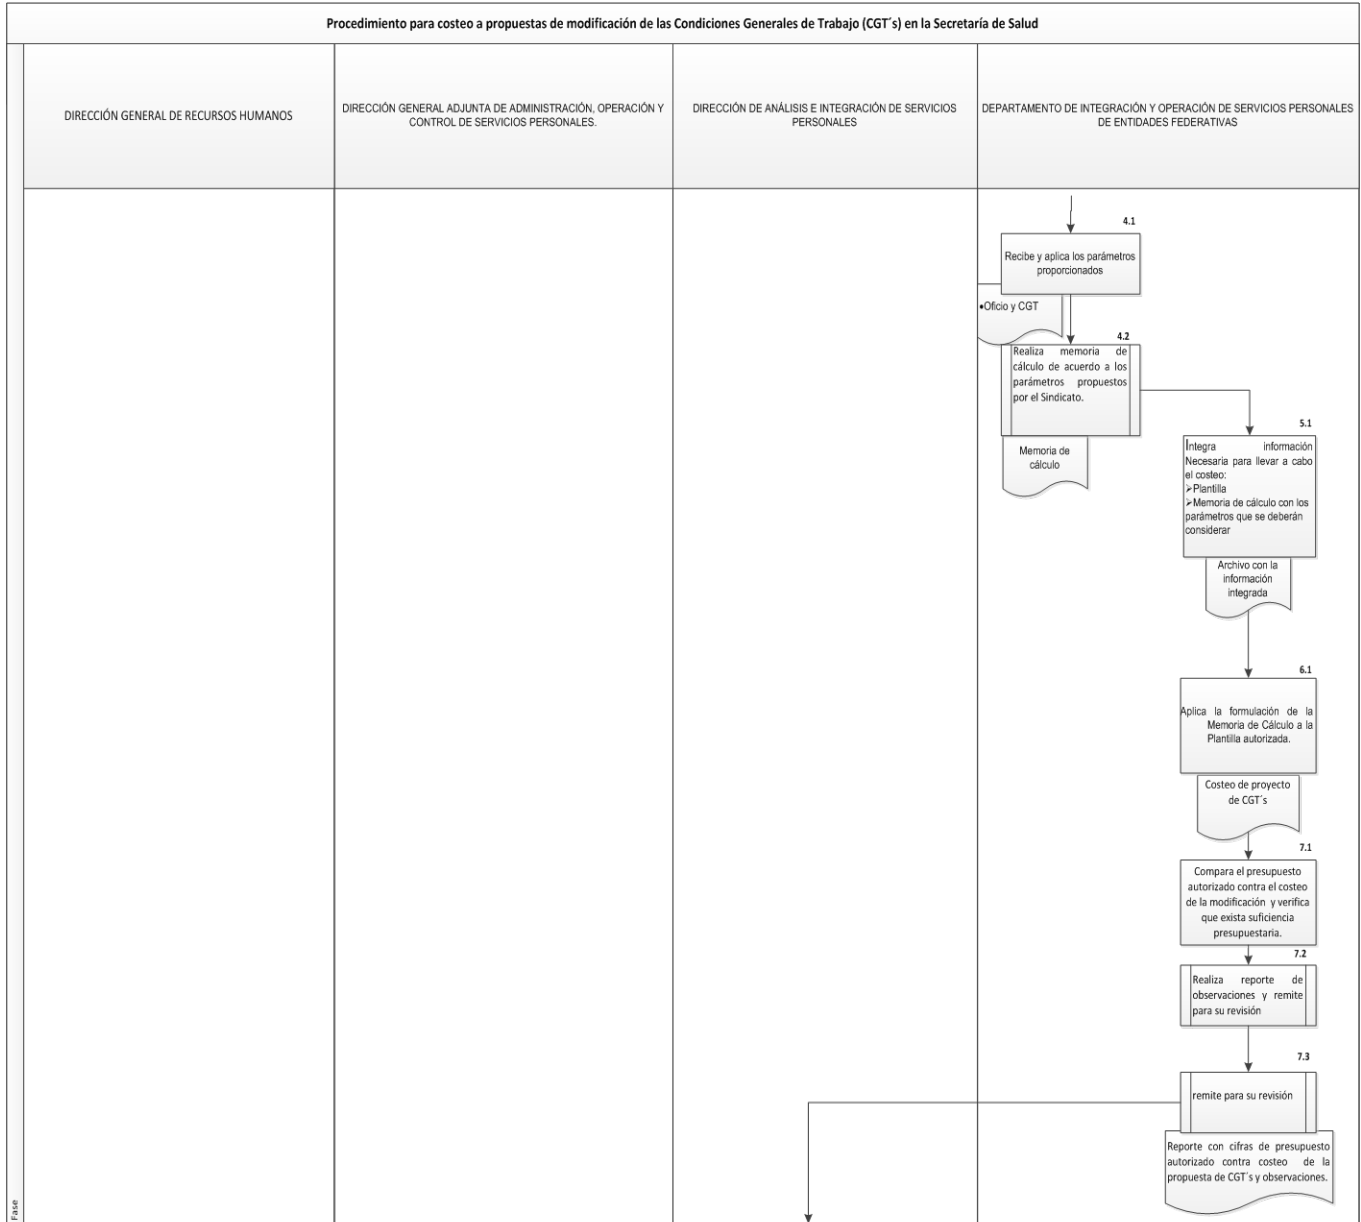 Procedimiento para costeo a propuestas de modificación de las Condiciones Generales de Trabajo (CGT´s) en la Secretaría de Salud
DIRECCIÓN GENERAL DE RECURSOS HUMANOS
DIRECCIÓN GENERAL ADJUNTA DE ADMINISTRACIÓN, OPERACIÓN Y
CONTROL DE SERVICIOS PERSONALES.
DIRECCIÓN DE ANÁLISIS E INTEGRACIÓN DE SERVICIOS
PERSONALES
DEPARTAMENTO DE INTEGRACIÓN Y OPERACIÓN DE SERVICIOS PERSONALES
DE ENTIDADES FEDERATIVAS
4.1
Recibe y aplica los parámetros
proporcionados
•Oficio y CGT
4.2
Realiza memoria de
cálculo de acuerdo a los
parámetros propuestos
por el Sindicato.
Memoria de
cálculo
5.1
Integra información
Necesaria para llevar a cabo
el costeo:
➢Plantilla
➢Memoria de cálculo con los
parámetros que se deberán
considerar
Archivo con la
información
integrada
6.1
Aplica la formulación de la
Memoria de Cálculo a la
Plantilla autorizada.
Costeo de proyecto
de CGT´s
7.1
Compara el presupuesto
autorizado contra el costeo
de la modificación y verifica
que exista suficiencia
presupuestaria.
7.2
Realiza reporte de
observaciones y remite
para su revisión
7.3
remite para su revisión
Reporte con cifras de presupuesto
autorizado contra costeo de la
propuesta de CGT´s y observaciones.
Fase